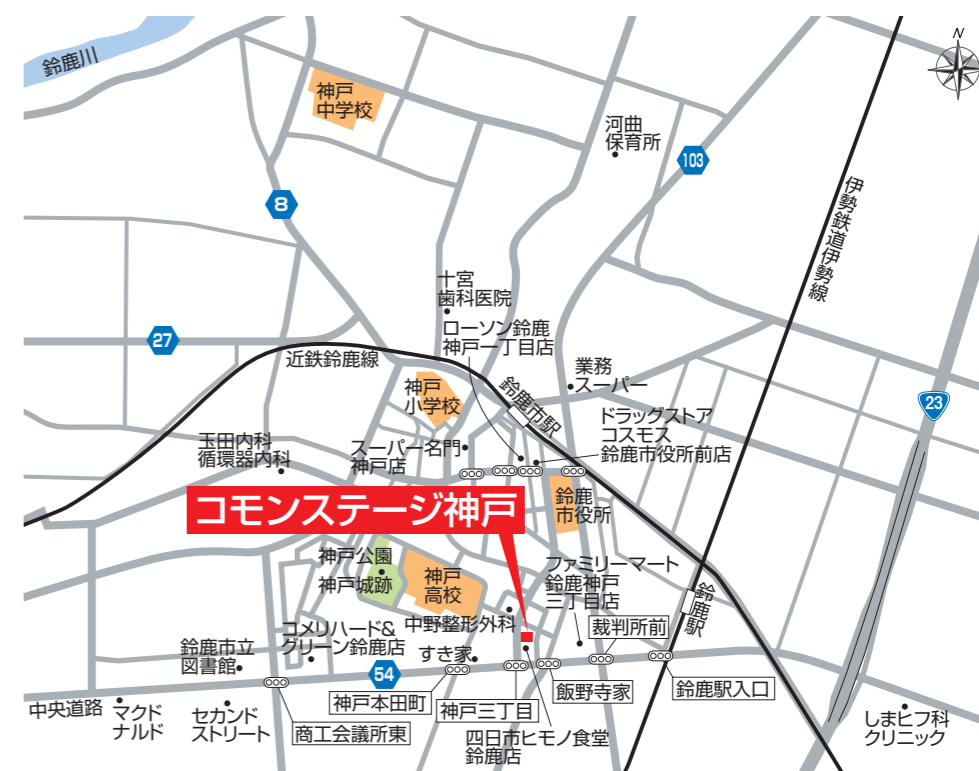 鈴鹿川
N
神戸
中学校
河曲
保育所
103
8
伊勢鉄道伊勢線
十宮
歯科医院
ローソン鈴鹿
神戸一丁目店
27
近鉄鈴鹿線
業務
スーパー
神戸
小学校
鈴鹿市駅
23
ドラッグストア
コスモス
鈴鹿市役所前店
玉田内科
循環器内科
スーパー名門
神戸店
コモンステージ神戸
鈴鹿
市役所
神戸公園
神戸城跡
神戸
高校
ファミリーマート
鈴鹿神戸
三丁目店
鈴鹿駅
中野整形外科
裁判所前
コメリハード&
グリーン鈴鹿店
鈴鹿市立
図書館
すき家
54
神戸本田町
神戸三丁目
飯野寺家
鈴鹿駅入口
中央道路
マクド
ナルド
セカンド
ストリート
商工会議所東
四日市ヒモノ食堂
鈴鹿店
しまヒフ科
クリニック